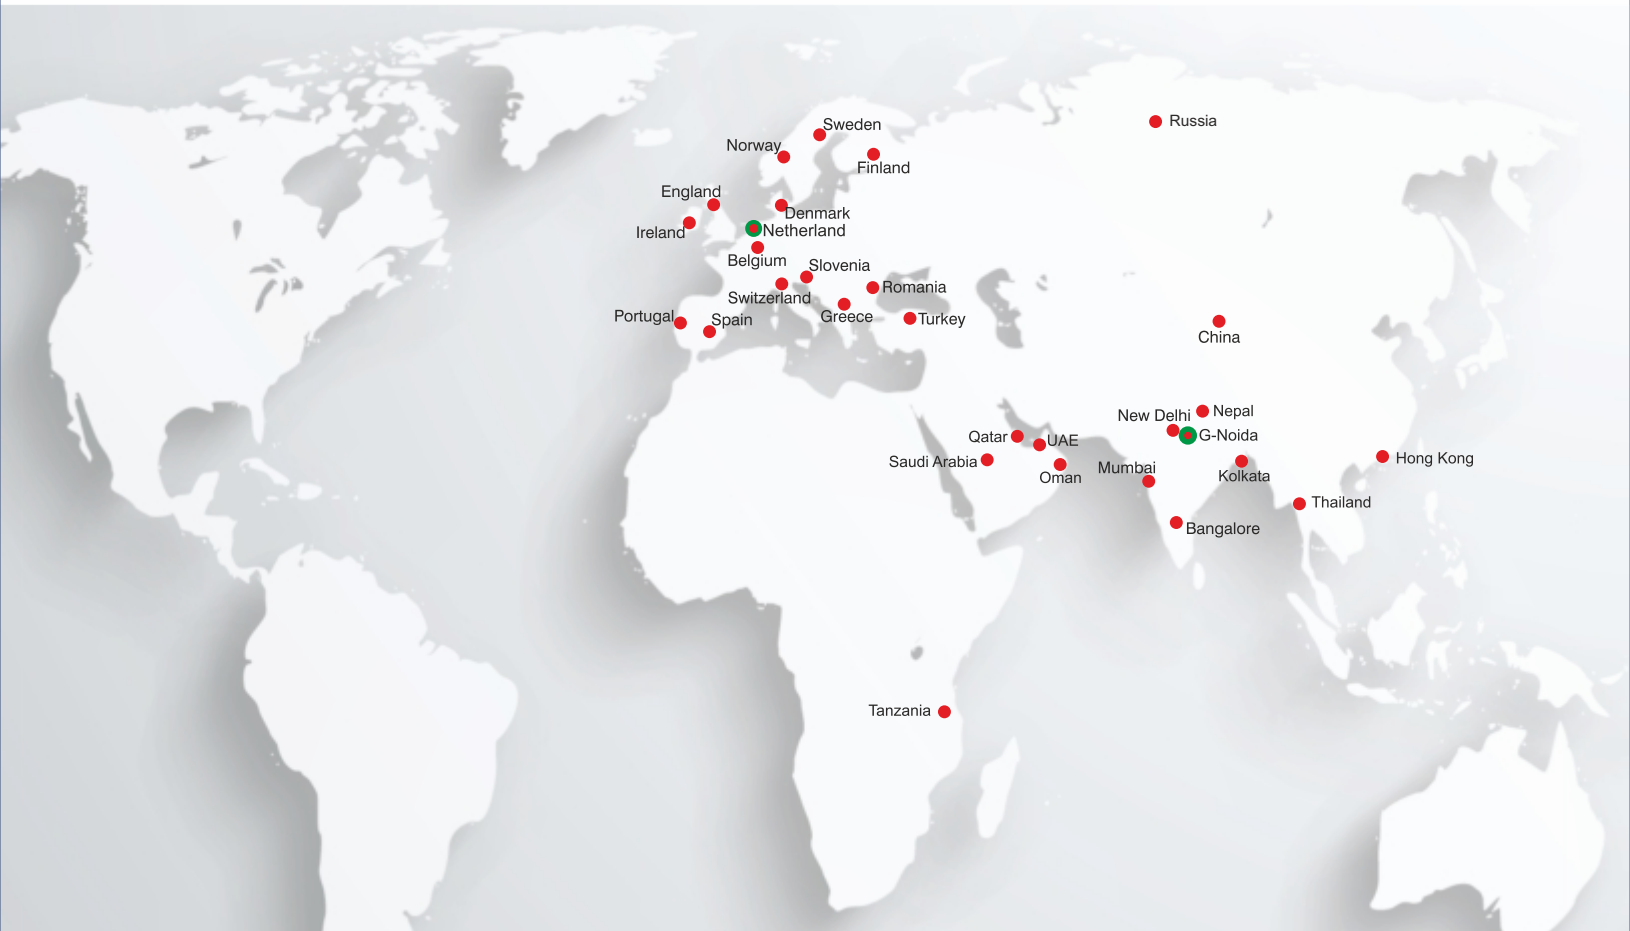 Russia
Sweden
Norway
Finland
England
Denmark
Ireland
Netherland
Belgium
Slovenia
Switzerland
Romania
Portugal
Spain
Greece
Turkey
China
New Delhi
Nepal
Qatar
UAE
G-Noida
Saudi Arabia
Oman
Mumbai
Kolkata
Hong Kong
Thailand
Bangalore
Tanzania